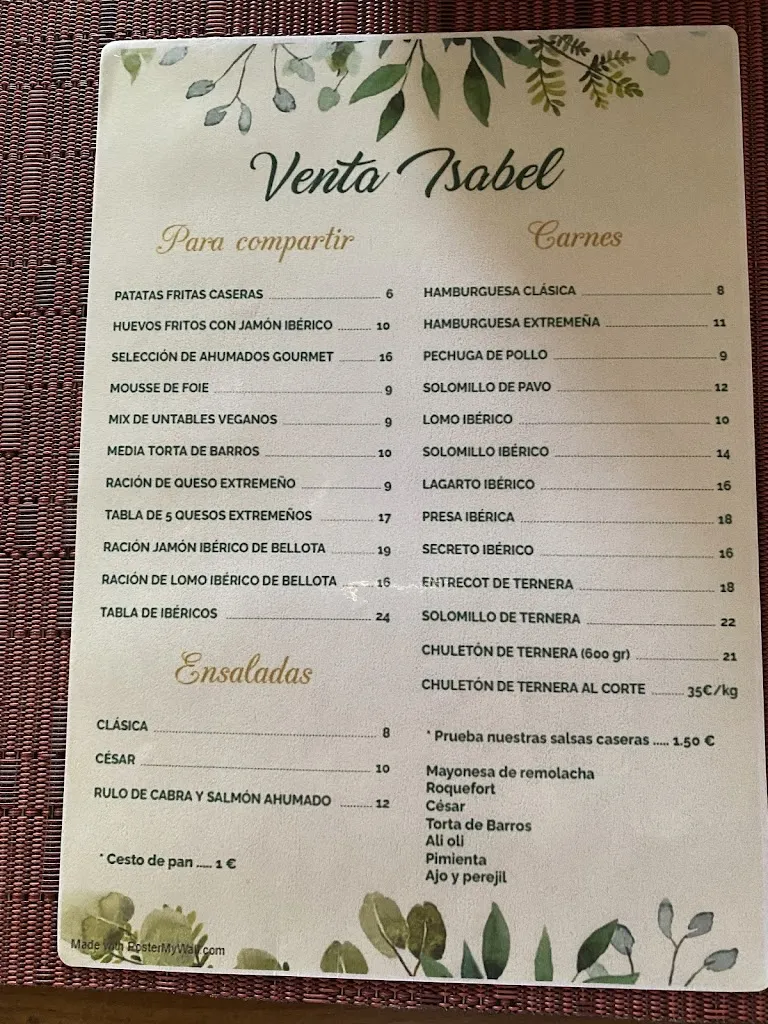 Venta Isabel
Para compartir
PATATAS FRITAS CASERAS 6
HUEVOS FRITOS CON JAMÓN IBÉRICO 10
SELECCIÓN DE AHUMADOS GOURMET 16
MOUSSE DE FOIE 9
MIX DE UNTABLES VEGANOS 9
MEDIA TORTA DE BARROS 10
RACIÓN DE QUESO EXTREMEÑO 9
TABLA DE 5 QUESOS EXTREMEÑOS 17
RACIÓN JAMÓN IBÉRICO DE BELLOTA 19
RACIÓN DE LOMO IBÉRICO DE BELLOTA 16
TABLA DE IBÉRICOS 24
Ensaladas
CLÁSICA 8
CÉSAR 10
RULO DE CABRA Y SALMÓN AHUMADO 12
* Cesto de pan ..... 1 €
Carnes
HAMBURGUESA CLÁSICA 8
HAMBURGUESA EXTREMEÑA 11
PECHUGA DE POLLO 9
SOLOMILLO DE PAVO 12
LOMO IBÉRICO 10
SOLOMILLO IBÉRICO 14
LAGARTO IBÉRICO 16
PRESA IBÉRICA 18
SECRETO IBÉRICO 16
ENTRECOT DE TERNERA 18
SOLOMILLO DE TERNERA 22
CHULETÓN DE TERNERA (600 gr) 21
CHULETÓN DE TERNERA AL CORTE 35€/kg
* Prueba nuestras salsas caseras ..... 1.50 €
Mayonesa de remolacha
Roquefort
César
Torta de Barros
Ali oli
Pimienta
Ajo y perejil
Made with PosterMyWall.com